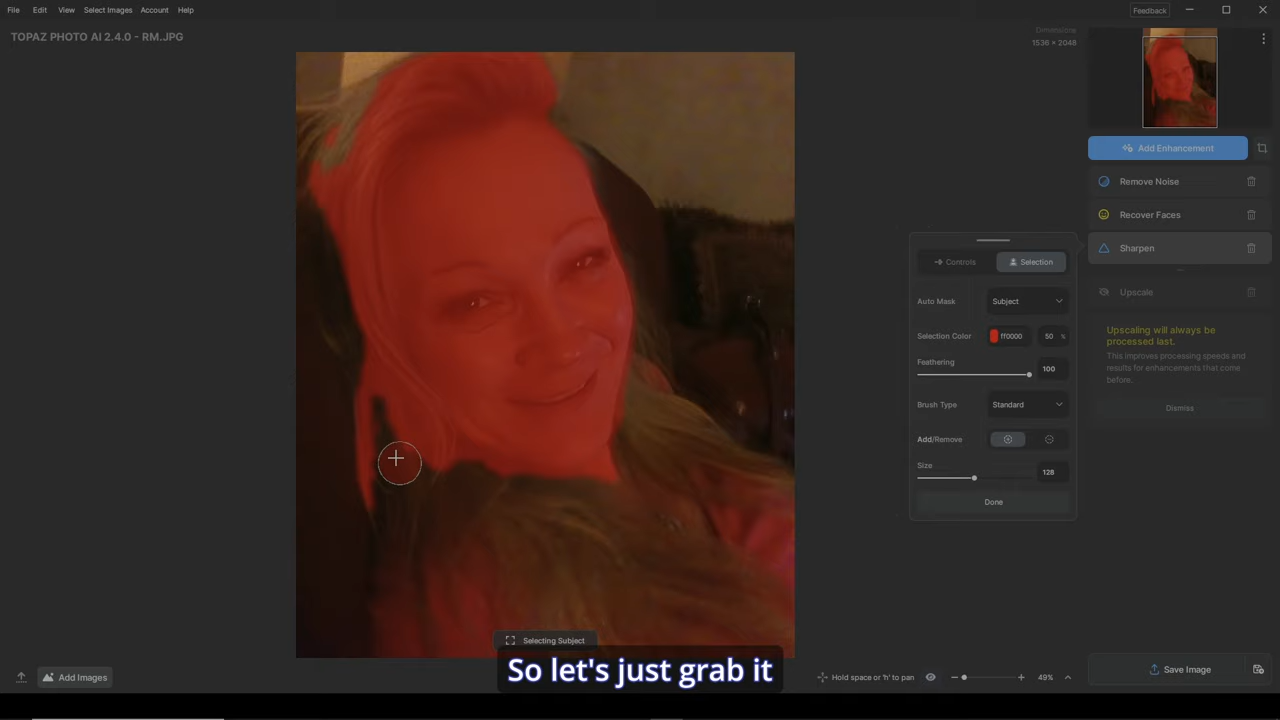 File Edit View Select Images Account Help
Feedback
TOPAZ PHOTO AI 2.4.0 - RM.JPG
Dimensions
1536 × 2048
Add Enhancement
Remove Noise
Recover Faces
Sharpen
Upscale
Upscaling will always be
processed last.
This improves processing speeds and
results for enhancements that come
before.
Dismiss
Controls Selection
Auto Mask Subject
Selection Color ff0000 50 %
Feathering
100
Brush Type Standard
Add/Remove
Size
128
Done
Selecting Subject
So let's just grab it
Add Images
Hold space or 'h' to pan
49%
Save Image